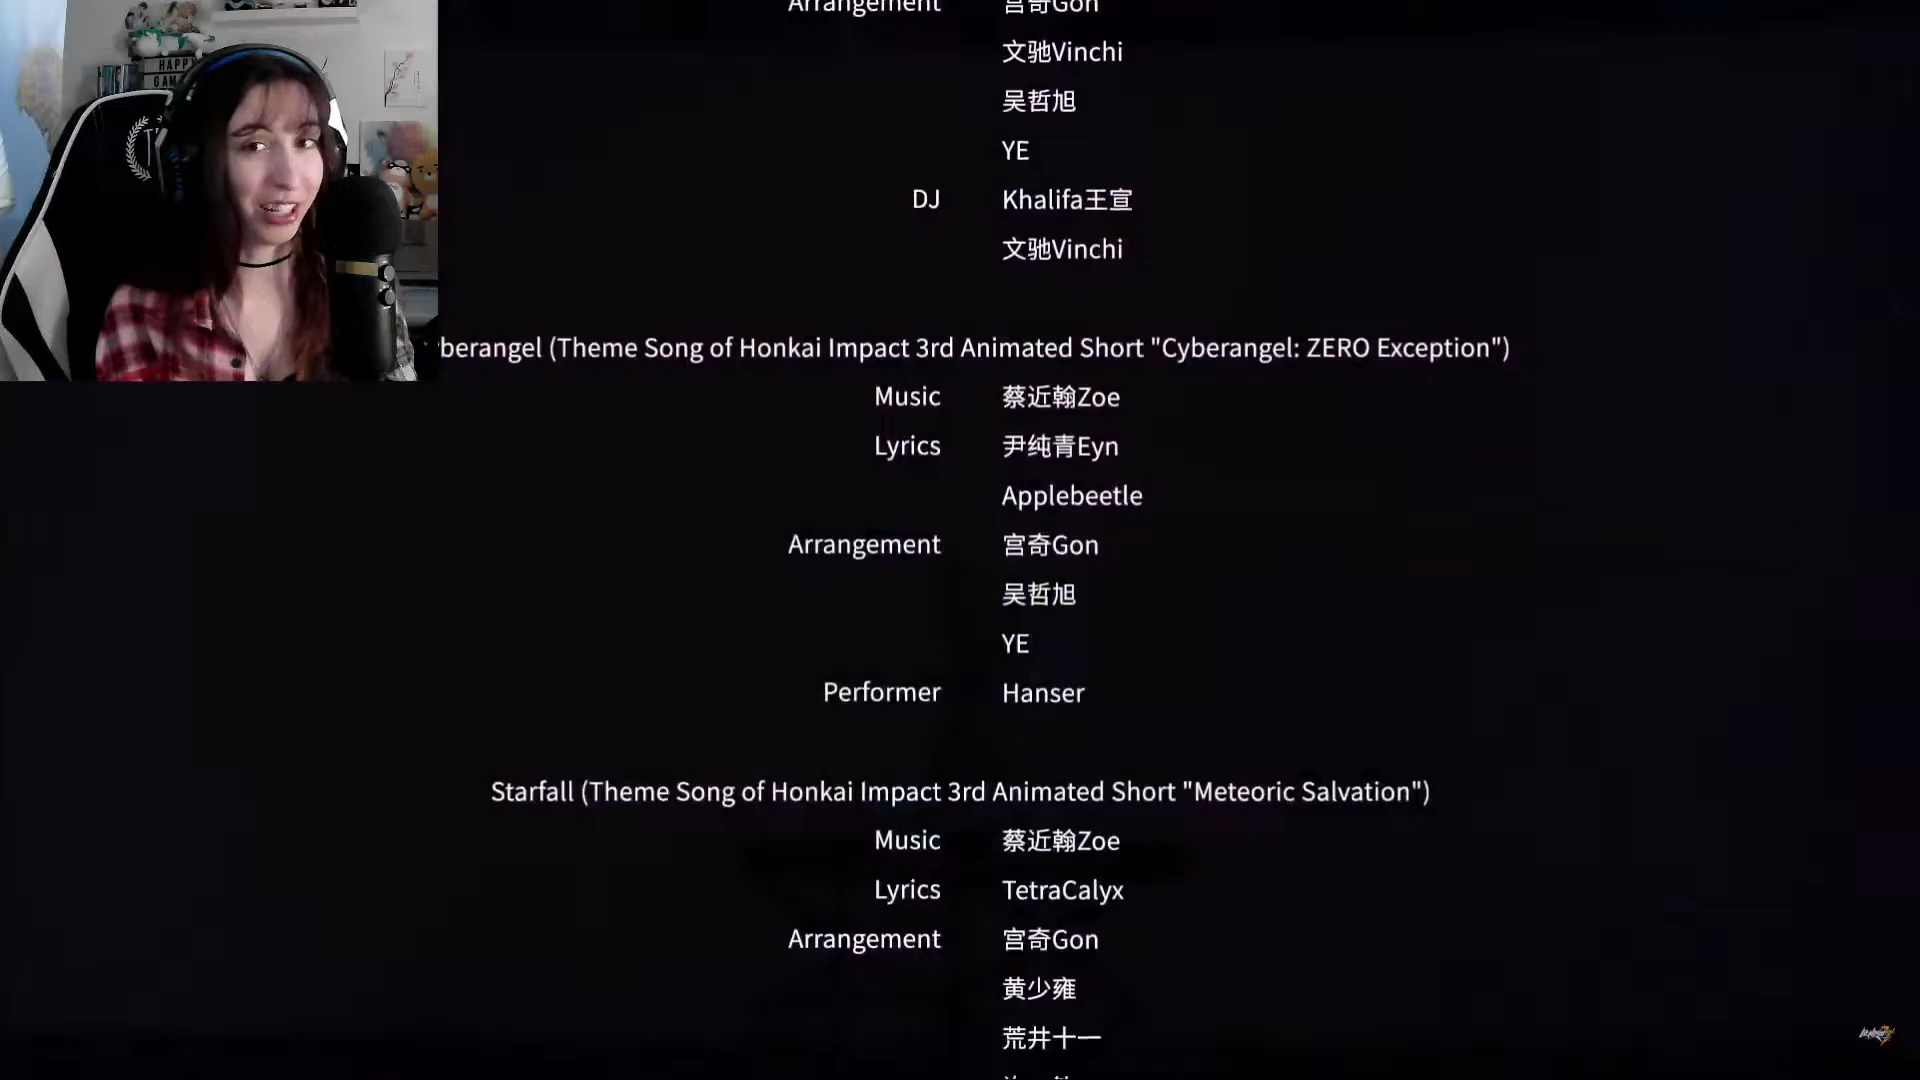 HAPPY
GAM
Arrangement 宫奇Gon
文驰Vinchi
吴哲旭
YE
DJ Khalifa王宣
文驰Vinchi
berangel (Theme Song of Honkai Impact 3rd Animated Short "Cyberangel: ZERO Exception")
Music 蔡近翰Zoe
Lyrics 尹纯青Eyn
Applebeetle
Arrangement 宫奇Gon
吴哲旭
YE
Performer Hanser
Starfall (Theme Song of Honkai Impact 3rd Animated Short "Meteoric Salvation")
Music 蔡近翰Zoe
Lyrics TetraCalyx
Arrangement 宫奇Gon
黄少雍
荒井十一